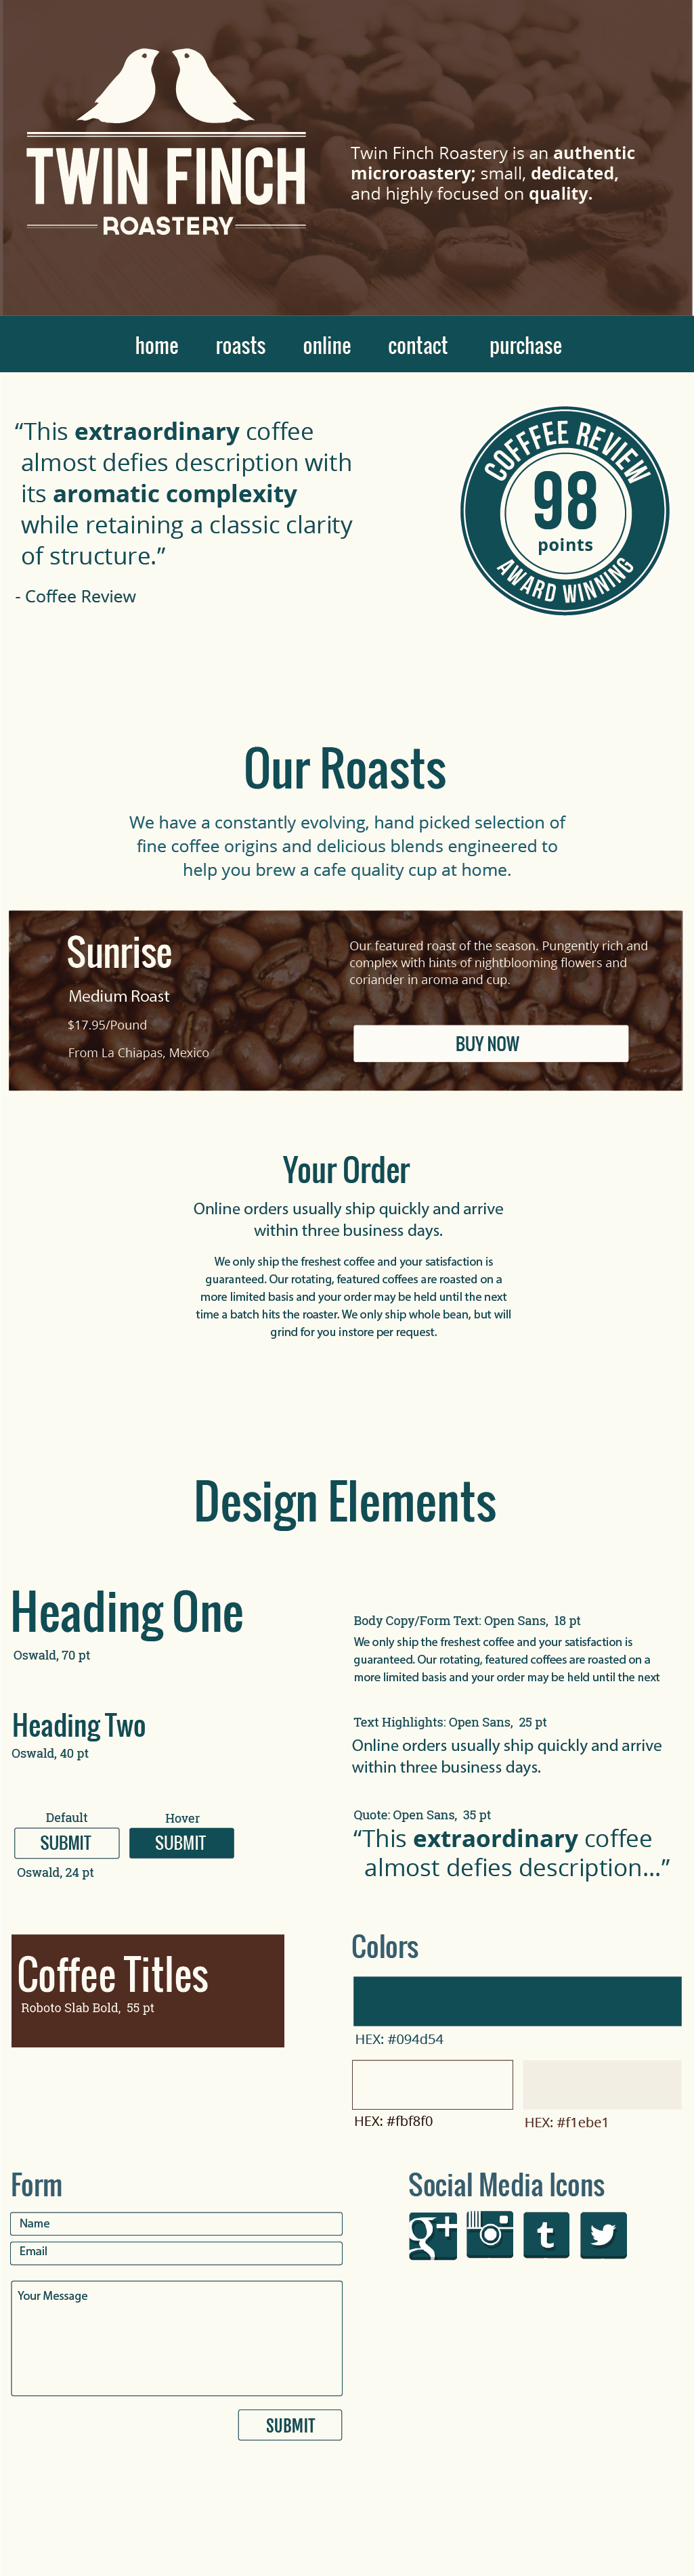 TWIN FINCH
ROASTERY
Twin Finch Roastery is an authentic
microroastery; small, dedicated,
and highly focused on quality.
home roasts online contact purchase
“This extraordinary coffee
almost defies description with
its aromatic complexity
while retaining a classic clarity
of structure.”
- Coffee Review
COFFFEE REVIEW
98
points
AWARD WINNING
Our Roasts
We have a constantly evolving, hand picked selection of
fine coffee origins and delicious blends engineered to
help you brew a cafe quality cup at home.
Sunrise
Medium Roast
$17.95/Pound
From La Chiapas, Mexico
Our featured roast of the season. Pungently rich and
complex with hints of nightblooming flowers and
coriander in aroma and cup.
BUY NOW
Your Order
Online orders usually ship quickly and arrive
within three business days.
We only ship the freshest coffee and your satisfaction is
guaranteed. Our rotating, featured coffees are roasted on a
more limited basis and your order may be held until the next
time a batch hits the roaster. We only ship whole bean, but will
grind for you instore per request.
Design Elements
Heading One
Oswald, 70 pt
Heading Two
Oswald, 40 pt
Default Hover
SUBMIT SUBMIT
Oswald, 24 pt
Body Copy/Form Text: Open Sans, 18 pt
We only ship the freshest coffee and your satisfaction is
guaranteed. Our rotating, featured coffees are roasted on a
more limited basis and your order may be held until the next
Text Highlights: Open Sans, 25 pt
Online orders usually ship quickly and arrive
within three business days.
Quote: Open Sans, 35 pt
“This extraordinary coffee
almost defies description...”
Coffee Titles
Roboto Slab Bold, 55 pt
Colors
HEX: #094d54
HEX: #fbf8f0
HEX: #f1ebe1
Form
Name
Email
Your Message
SUBMIT
Social Media Icons
g+ t